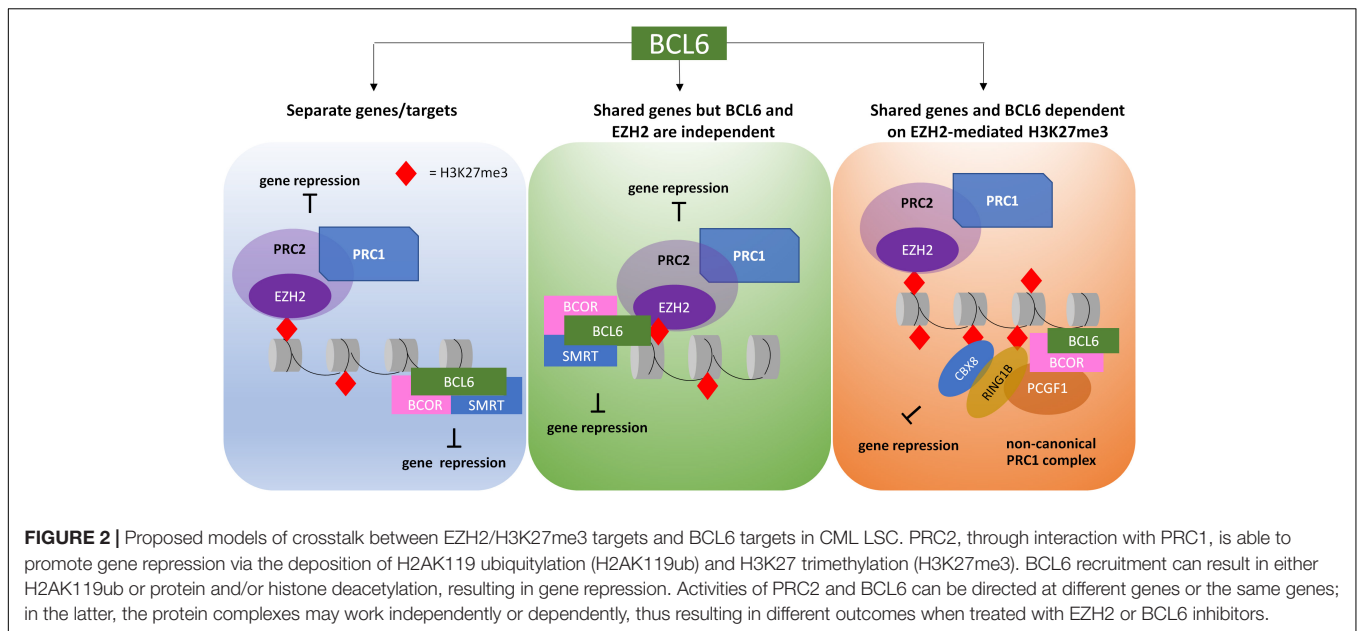 BCL6
Separate genes/targets
Shared genes but BCL6 and
EZH2 are independent
Shared genes and BCL6 dependent
on EZH2-mediated H3K27me3
gene repression
= H3K27me3
PRC2
PRC1
EZH2
BCL6
BCOR
SMRT
gene repression
gene repression
PRC2
PRC1
EZH2
BCOR
BCL6
SMRT
gene repression
PRC2
PRC1
EZH2
BCL6
BCOR
CBX8
RING1B
PCGF1
gene repression
non-canonical
PRC1 complex
FIGURE 2 | Proposed models of crosstalk between EZH2/H3K27me3 targets and BCL6 targets in CML LSC. PRC2, through interaction with PRC1, is able to
promote gene repression via the deposition of H2AK119 ubiquitylation (H2AK119ub) and H3K27 trimethylation (H3K27me3). BCL6 recruitment can result in either
H2AK119ub or protein and/or histone deacetylation, resulting in gene repression. Activities of PRC2 and BCL6 can be directed at different genes or the same genes;
in the latter, the protein complexes may work independently or dependently, thus resulting in different outcomes when treated with EZH2 or BCL6 inhibitors.